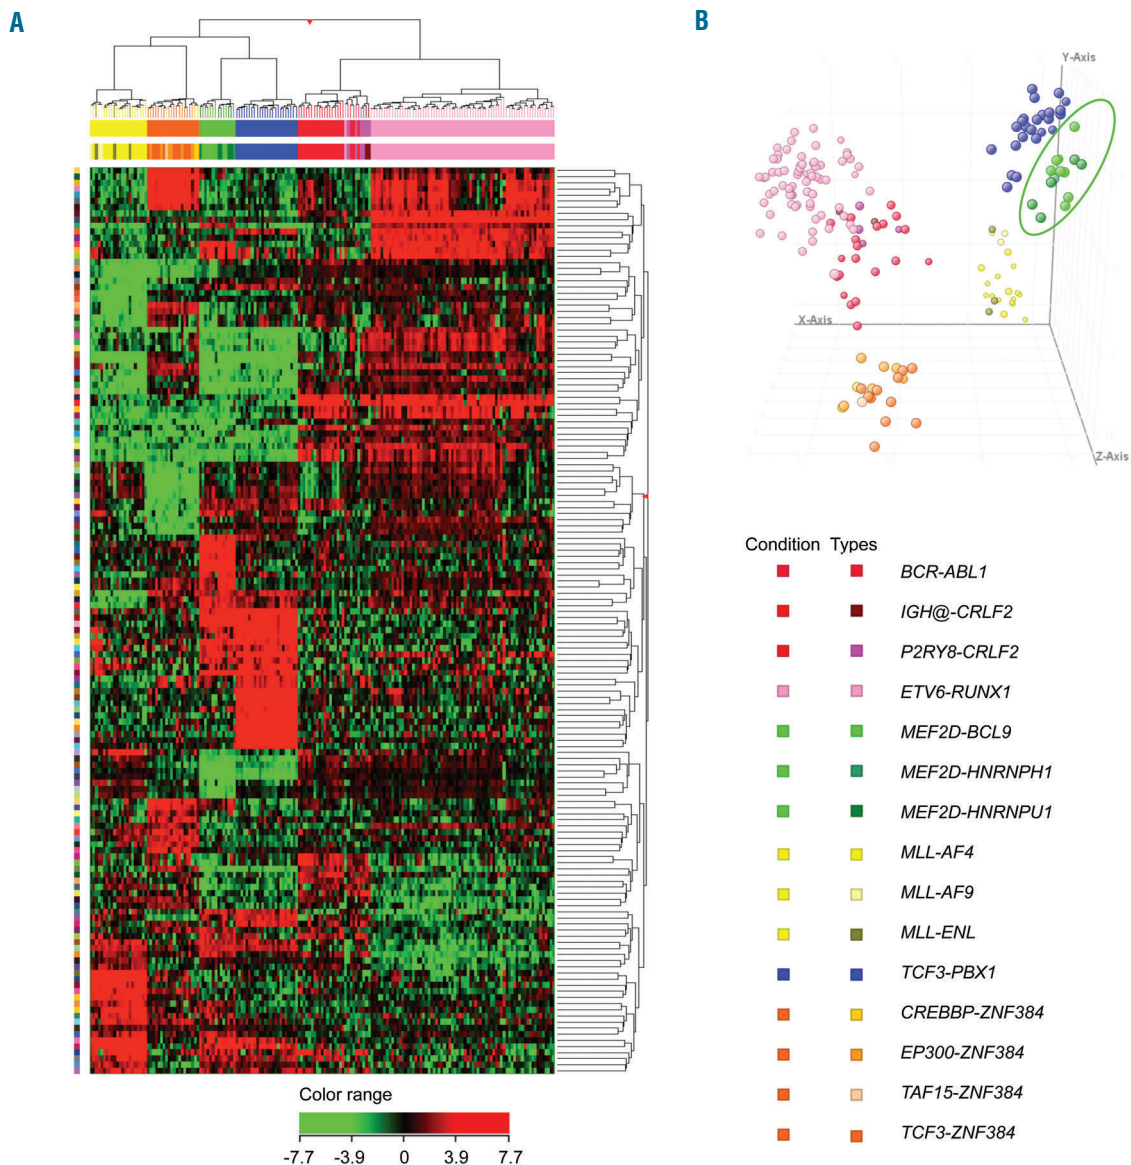 A
B
Y-Axis
X-Axis
Z-Axis
Condition Types
BCR-ABL1
IGH@-CRLF2
P2RY8-CRLF2
ETV6-RUNX1
MEF2D-BCL9
MEF2D-HNRNPH1
MEF2D-HNRNPU1
MLL-AF4
MLL-AF9
MLL-ENL
TCF3-PBX1
CREBBP-ZNF384
EP300-ZNF384
TAF15-ZNF384
TCF3-ZNF384
Color range
-7.7 -3.9 0 3.9 7.7